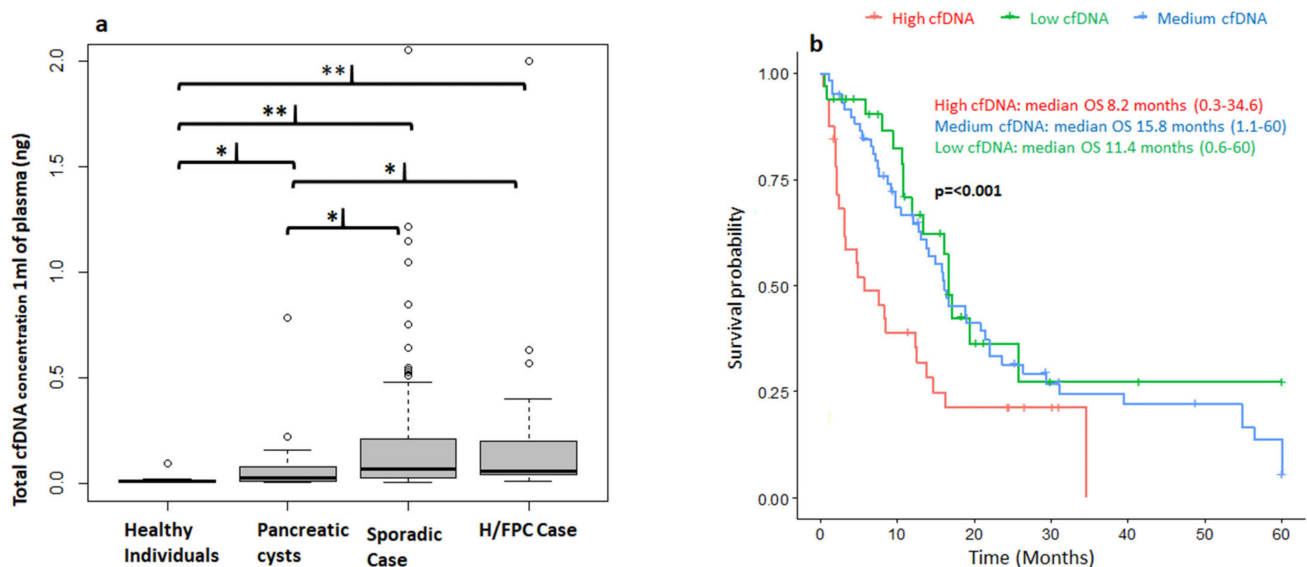 a
Total cfDNA concentration 1ml of plasma (ng)
2.0
1.5
1.0
0.5
0.0
**
**
*
*
*
Healthy
Individuals
Pancreatic
cysts
Sporadic
Case
H/FPC Case
High cfDNA Low cfDNA Medium cfDNA
b
Survival probability
1.00
0.75
0.50
0.25
0.00
High cfDNA: median OS 8.2 months (0.3-34.6)
Medium cfDNA: median OS 15.8 months (1.1-60)
Low cfDNA: median OS 11.4 months (0.6-60)
p=<0.001
0 10 20 30 40 50 60
Time (Months)